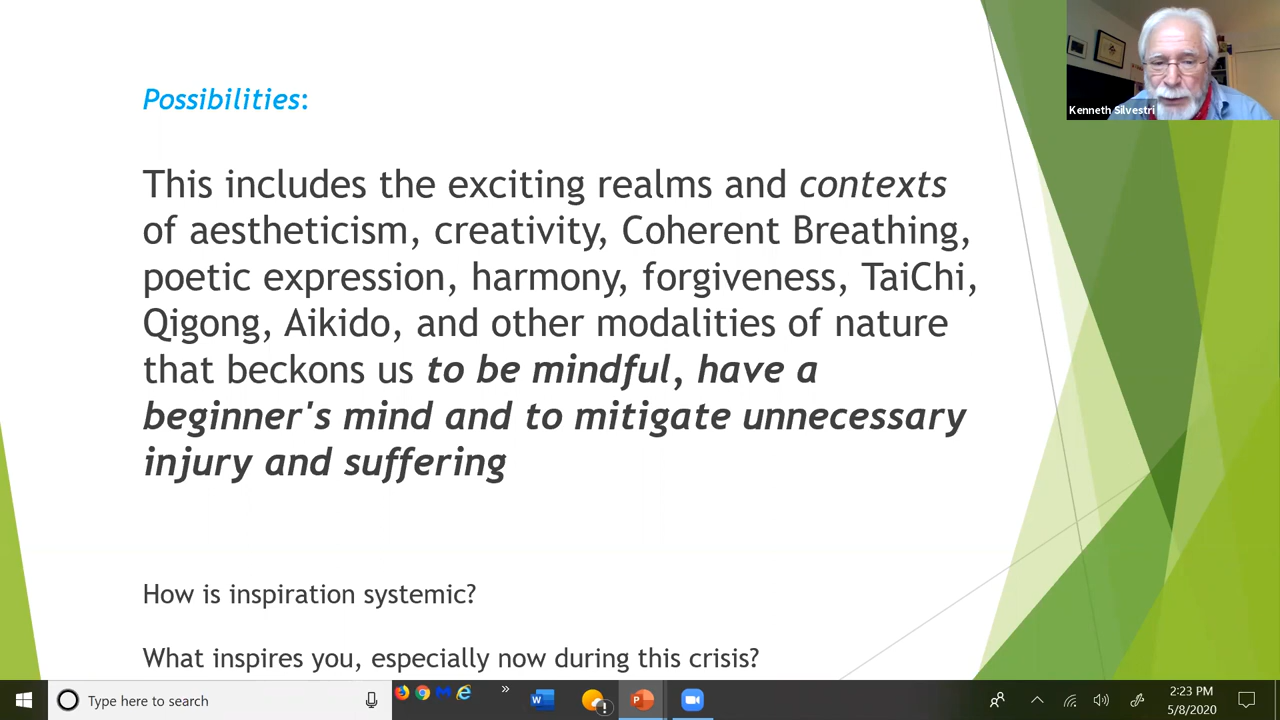 Possibilities:
This includes the exciting realms and contexts
of aestheticism, creativity, Coherent Breathing,
poetic expression, harmony, forgiveness, TaiChi,
Qigong, Aikido, and other modalities of nature
that beckons us to be mindful, have a
beginner's mind and to mitigate unnecessary
injury and suffering
How is inspiration systemic?
What inspires you, especially now during this crisis?
Kenneth Silvestri
Type here to search
2:23 PM
5/8/2020